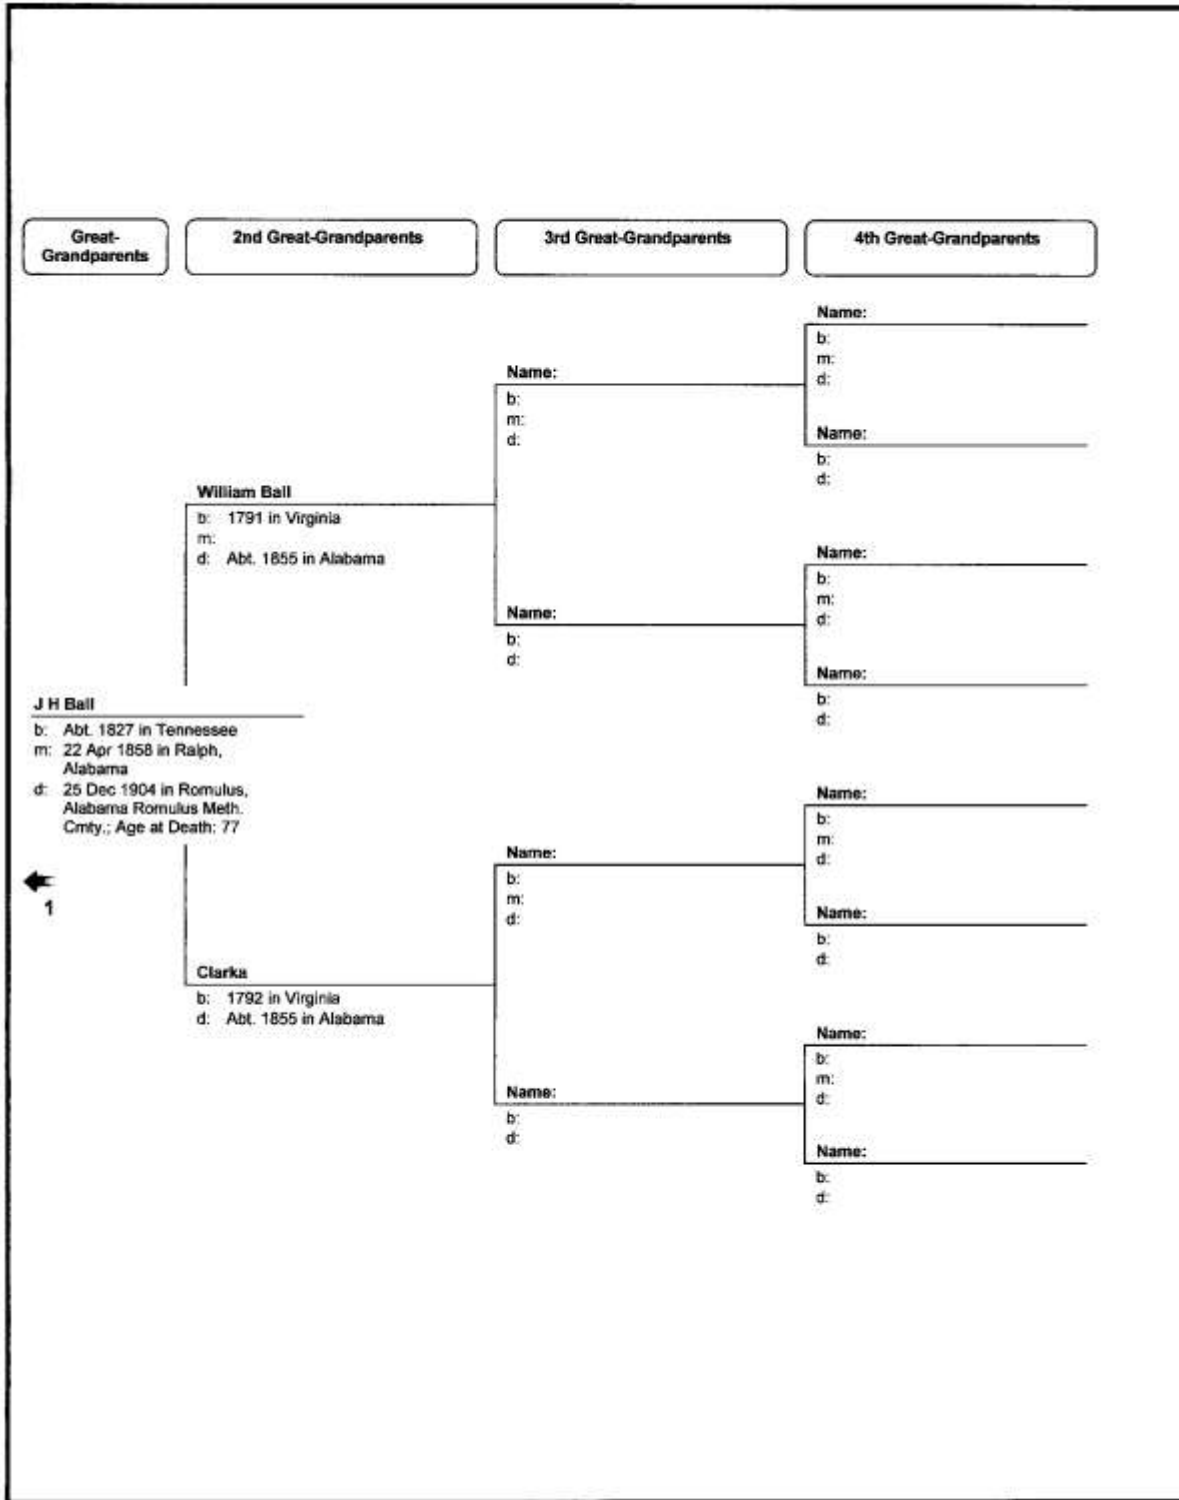 Great-
Grandparents
2nd Great-Grandparents
3rd Great-Grandparents
4th Great-Grandparents
Name:
b:
m:
d:
Name:
b:
m:
d:
Name:
b:
d:
William Ball
b: 1791 in Virginia
m:
d: Abt. 1855 in Alabama
Name:
b:
m:
d:
Name:
b:
d:
Name:
b:
d:
J H Ball
b: Abt. 1827 in Tennessee
m: 22 Apr 1858 in Ralph,
Alabama
d: 25 Dec 1904 in Romulus,
Alabama Romulus Meth.
Cmty.; Age at Death: 77
1
Name:
b:
m:
d:
Name:
b:
m:
d:
Name:
b:
d:
Clarka
b: 1792 in Virginia
d: Abt. 1855 in Alabama
Name:
b:
m:
d:
Name:
b:
d:
Name:
b:
d: